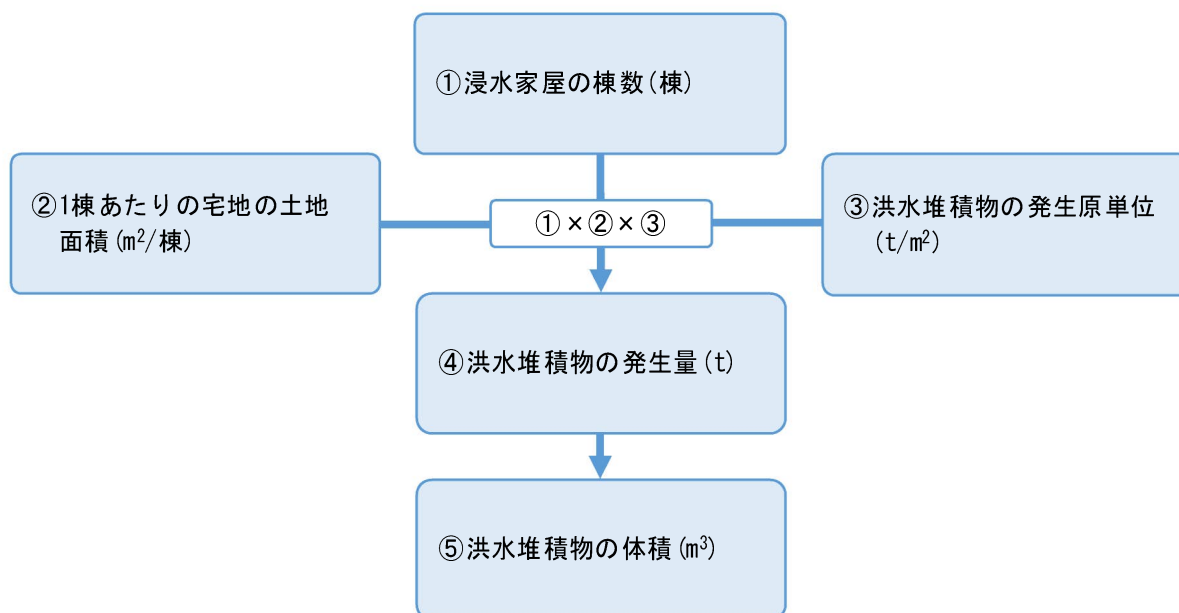 ①浸水家屋の棟数(棟)
②1棟あたりの宅地の土地
面積(m²/棟)
①×②×③
③洪水堆積物の発生原単位
(t/m²)
④洪水堆積物の発生量(t)
⑤洪水堆積物の体積(m³)